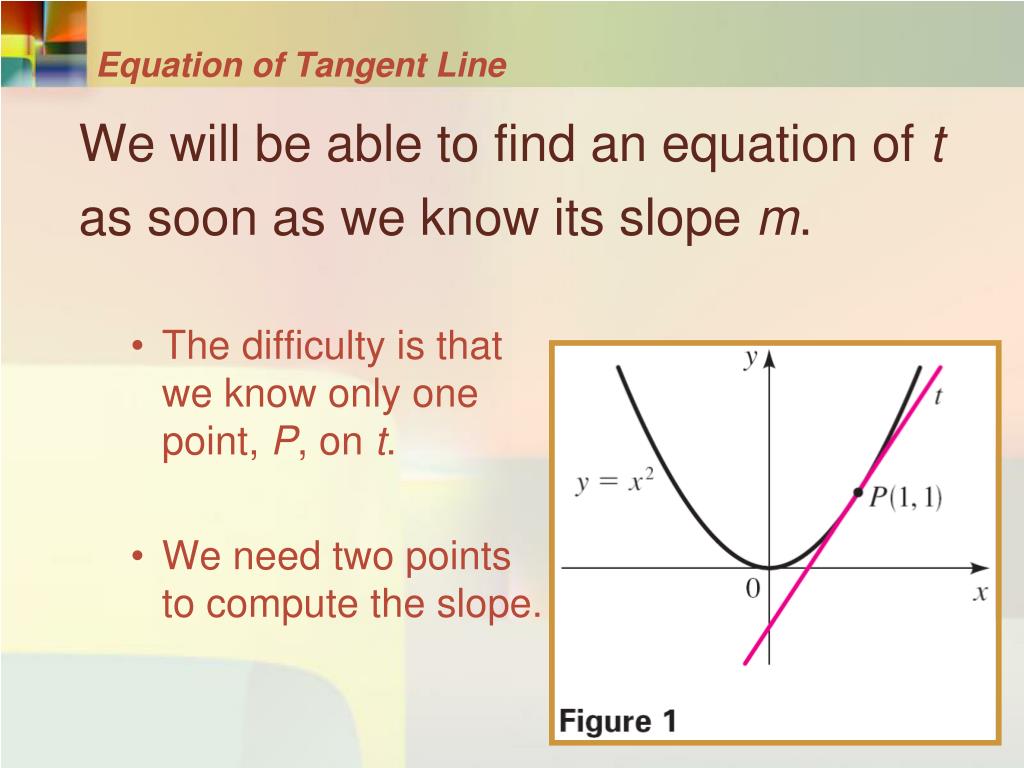 Equation of Tangent Line
We will be able to find an equation of t
as soon as we know its slope m.
• The difficulty is that
we know only one
point, P, on t.
• We need two points
to compute the slope.
y
t
y = x²
P(1, 1)
0
x
Figure 1